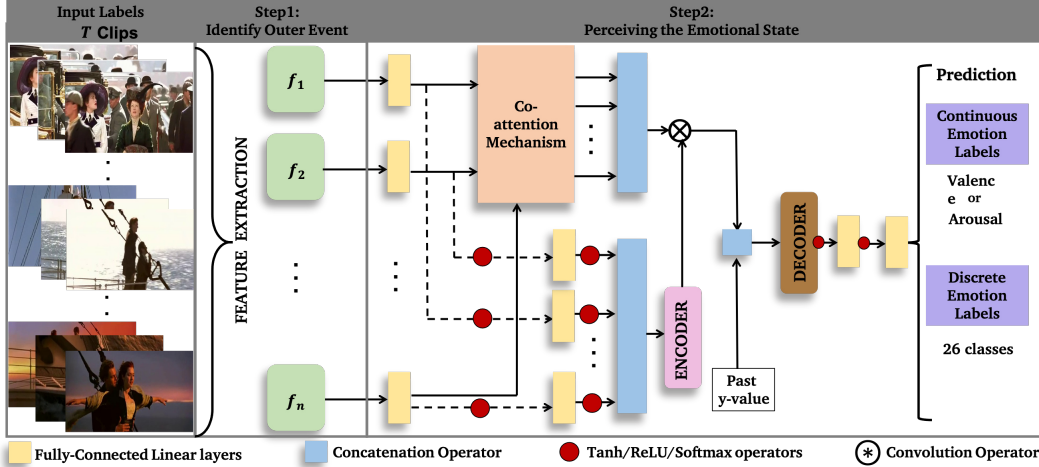 Input Labels
T Clips
Step1:
Identify Outer Event
Step2:
Perceiving the Emotional State
FEATURE EXTRACTION
f1
f2
fn
Co-
attention
Mechanism
ENCODER
Past
y-value
DECODER
Prediction
Continuous
Emotion
Labels
Valenc
e or
Arousal
Discrete
Emotion
Labels
26 classes
Fully-Connected Linear layers
Concatenation Operator
Tanh/ReLU/Softmax operators
Convolution Operator